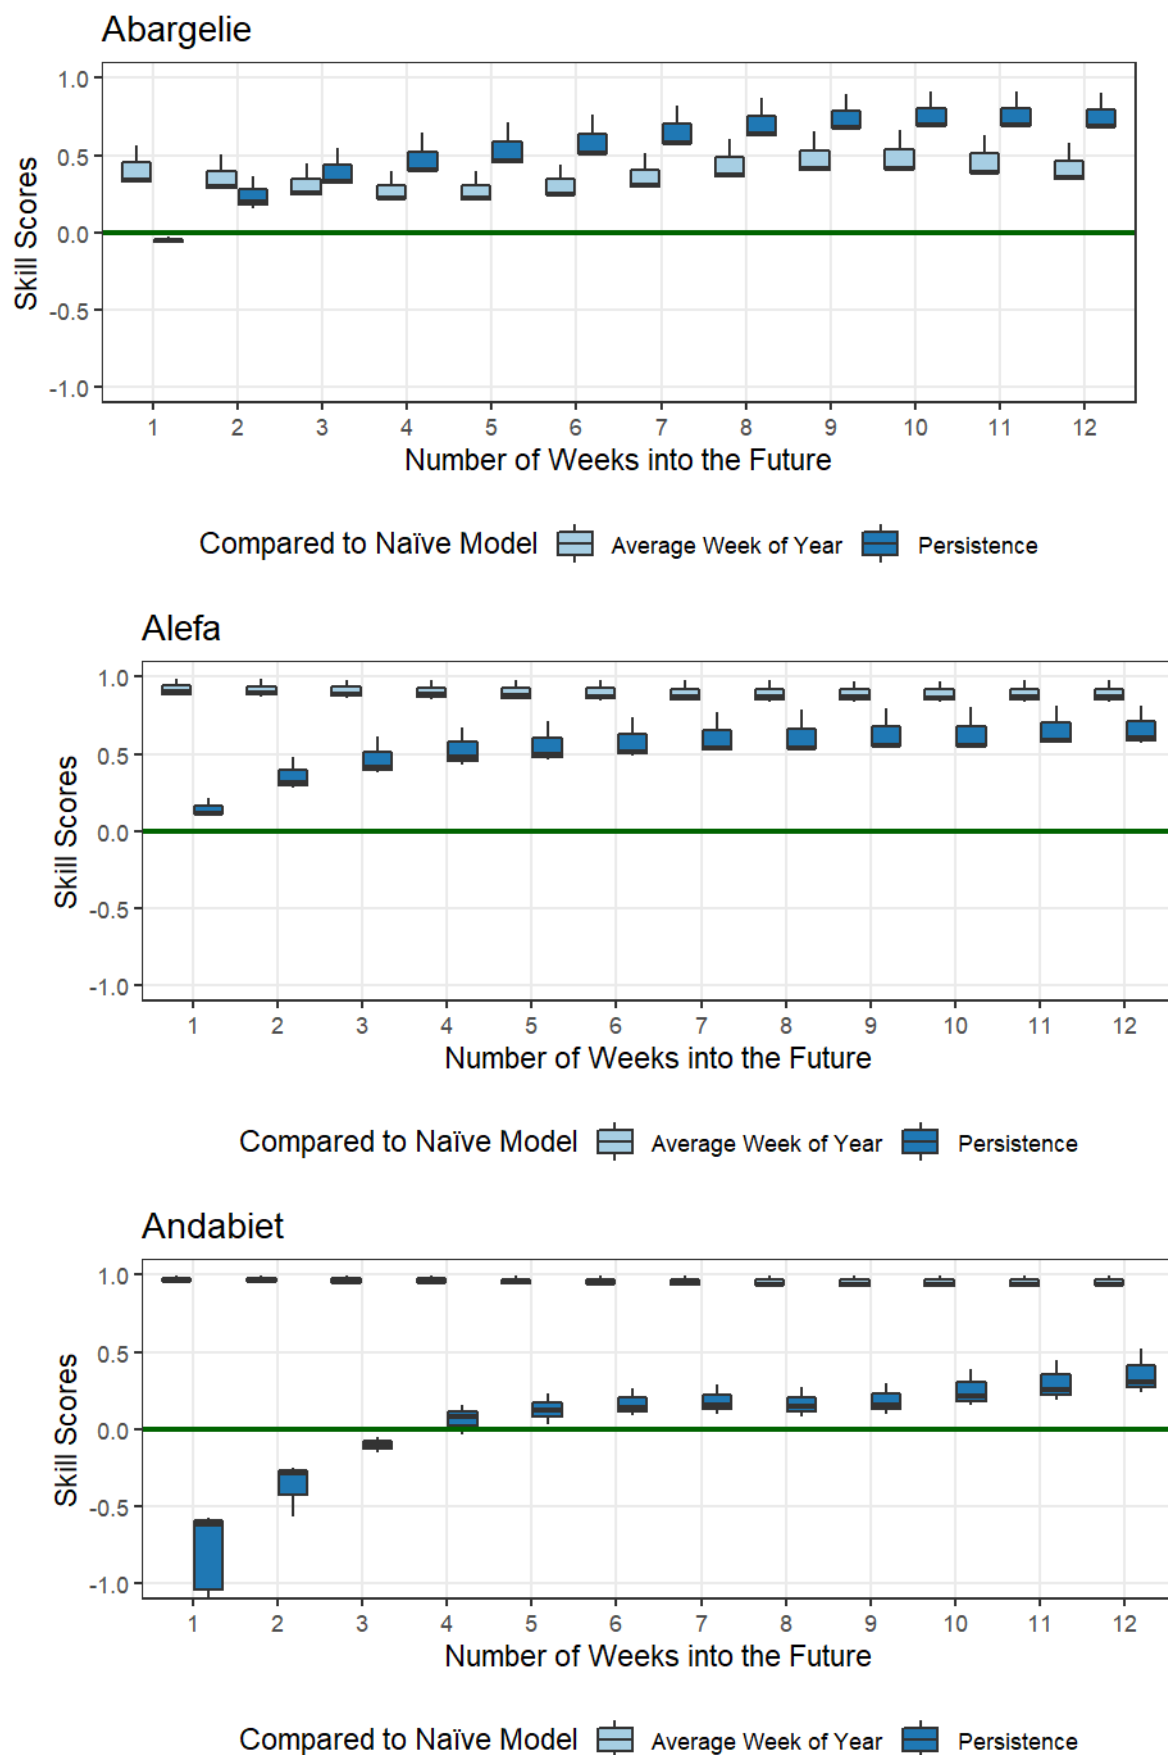 Abargelie
1.0
0.5
0.0
-0.5
-1.0
Skill Scores
1 2 3 4 5 6 7 8 9 10 11 12
Number of Weeks into the Future
Compared to Naïve Model Average Week of Year Persistence
Alefa
1.0
0.5
0.0
-0.5
-1.0
Skill Scores
1 2 3 4 5 6 7 8 9 10 11 12
Number of Weeks into the Future
Compared to Naïve Model Average Week of Year Persistence
Andabiet
1.0
0.5
0.0
-0.5
-1.0
Skill Scores
1 2 3 4 5 6 7 8 9 10 11 12
Number of Weeks into the Future
Compared to Naïve Model Average Week of Year Persistence